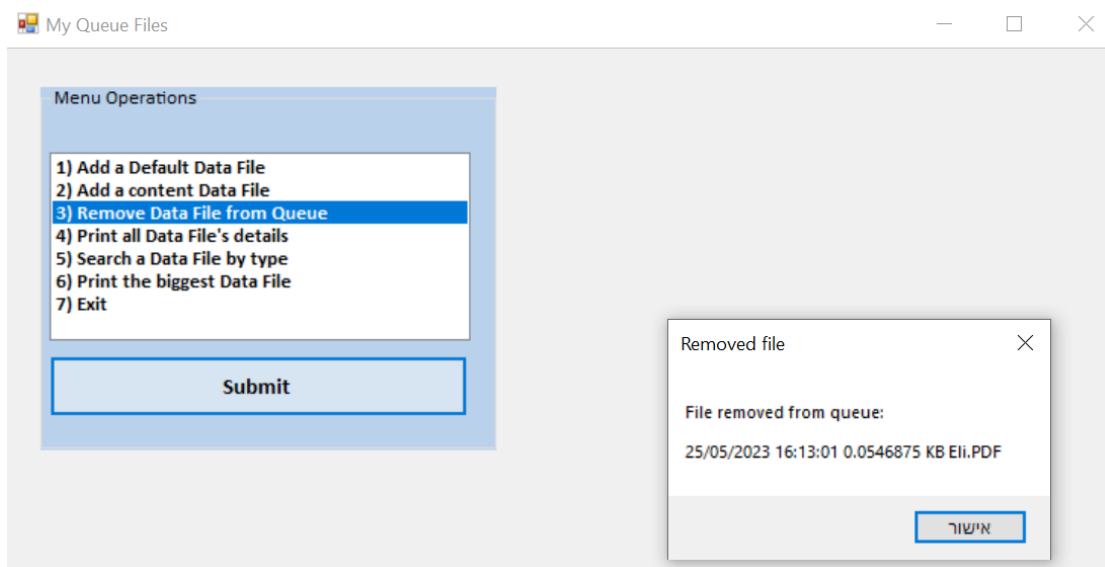 My Queue Files
Menu Operations
1) Add a Default Data File
2) Add a content Data File
3) Remove Data File from Queue
4) Print all Data File's details
5) Search a Data File by type
6) Print the biggest Data File
7) Exit
Submit
Removed file
File removed from queue:
25/05/2023 16:13:01 0.0546875 KB Eli.PDF
אישור